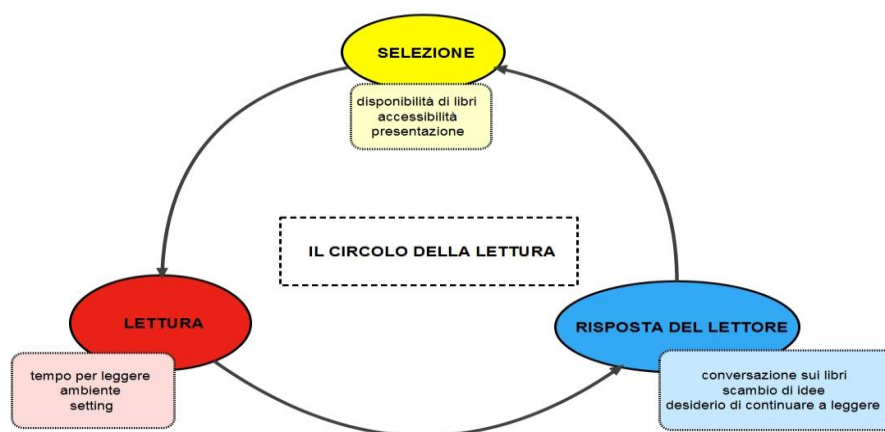 SELEZIONE
disponibilità di libri
accessibilità
presentazione
IL CIRCOLO DELLA LETTURA
LETTURA
tempo per leggere
ambiente
setting
RISPOSTA DEL LETTORE
conversazione sui libri
scambio di idee
desiderio di continuare a leggere